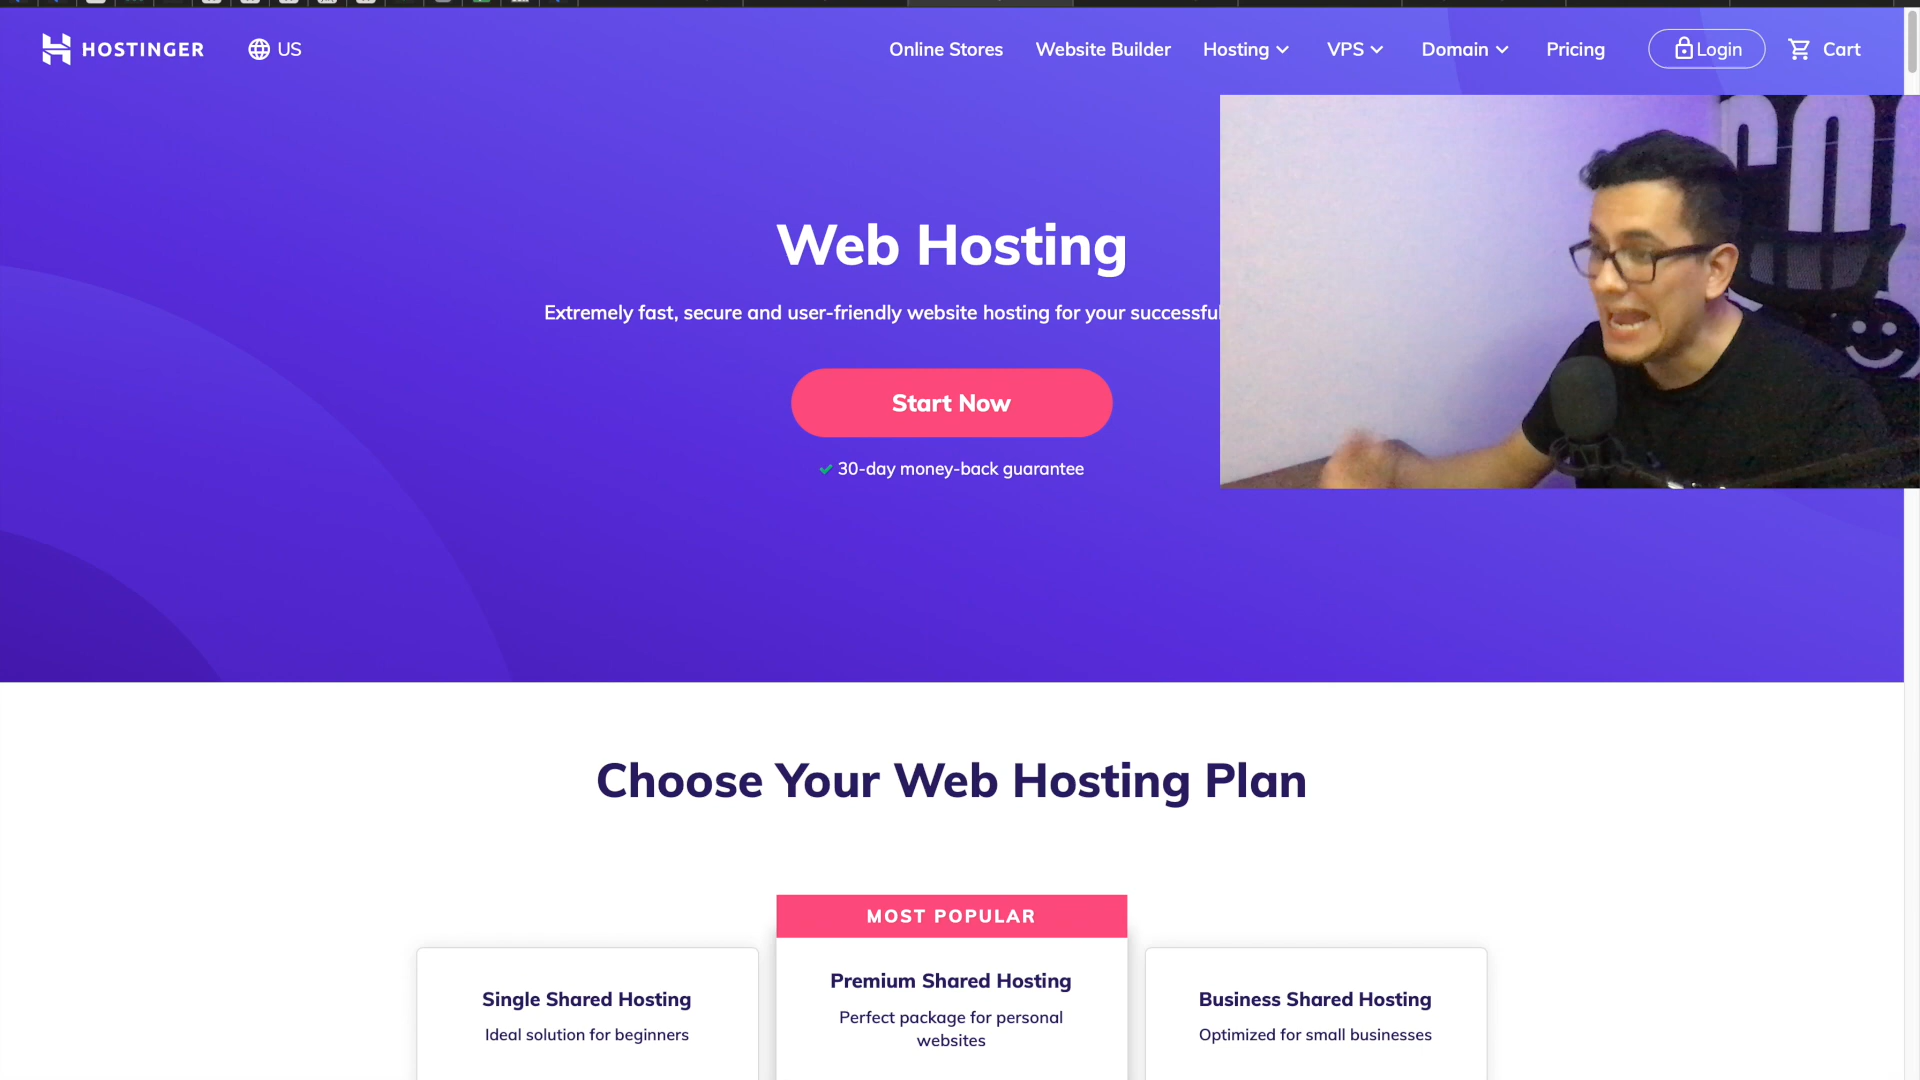 HOSTINGER
US
Online Stores
Website Builder
Hosting
VPS
Domain
Pricing
Login
Cart
Web Hosting
Extremely fast, secure and user-friendly website hosting for your successful
Start Now
30-day money-back guarantee
Choose Your Web Hosting Plan
MOST POPULAR
Single Shared Hosting
Ideal solution for beginners
Premium Shared Hosting
Perfect package for personal
websites
Business Shared Hosting
Optimized for small businesses